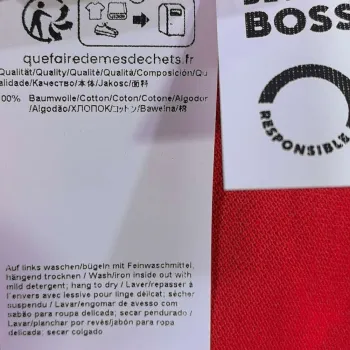 quefairedemesdechets.fr
Qualität/Quality/Qualité/Qualità/Composición/Qu
alidade/Качество/本体/Jakosc/面料
00% Baumwolle/Cotton/Coton/Cotone/Algodon
/Algodão/ХЛОПОК/コットン/Bawełna/棉
Auf links waschen/bügeln mit Feinwaschmittel,
hängend trocknen / Wash/iron inside out with
mild detergent; hang to dry / Laver/repasser à
l'envers avec lessive pour linge délicat; sécher
suspendu / Lavar/engomar de avesso com
sabão para roupa delicada; secar pendurado /
Lavar/planchar por revés/jabón para ropa
delicada; secar colgado
BOSS
RESPONSIBLE